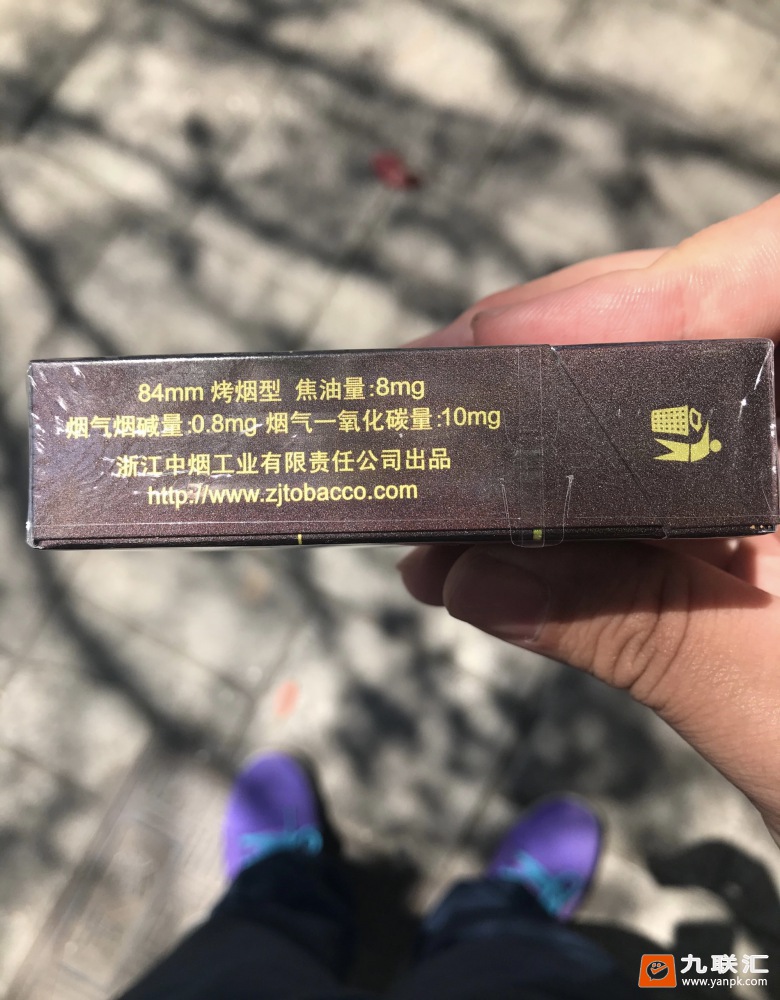 84mm 烤烟型 焦油量:8mg
烟气烟碱量:0.8mg 烟气一氧化碳量:10mg
浙江中烟工业有限责任公司出品
http://www.zjtobacco.com
九联汇
www.yanpk.com